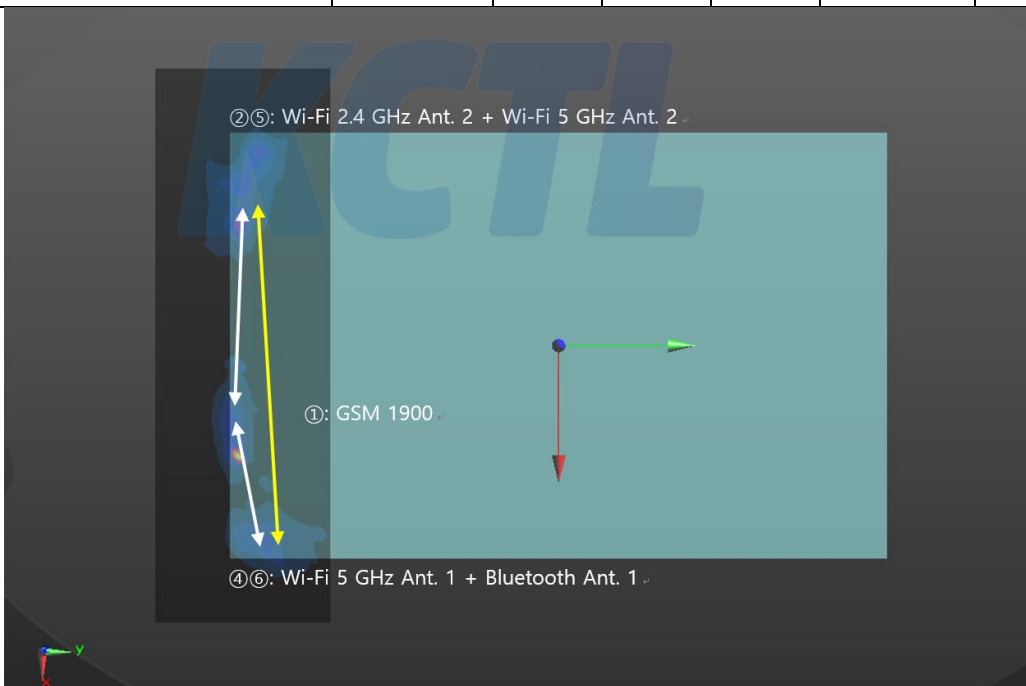 KCTL
②⑤: Wi-Fi 2.4 GHz Ant. 2 + Wi-Fi 5 GHz Ant. 2
①: GSM 1900
④⑥: Wi-Fi 5 GHz Ant. 1 + Bluetooth Ant. 1
y
x